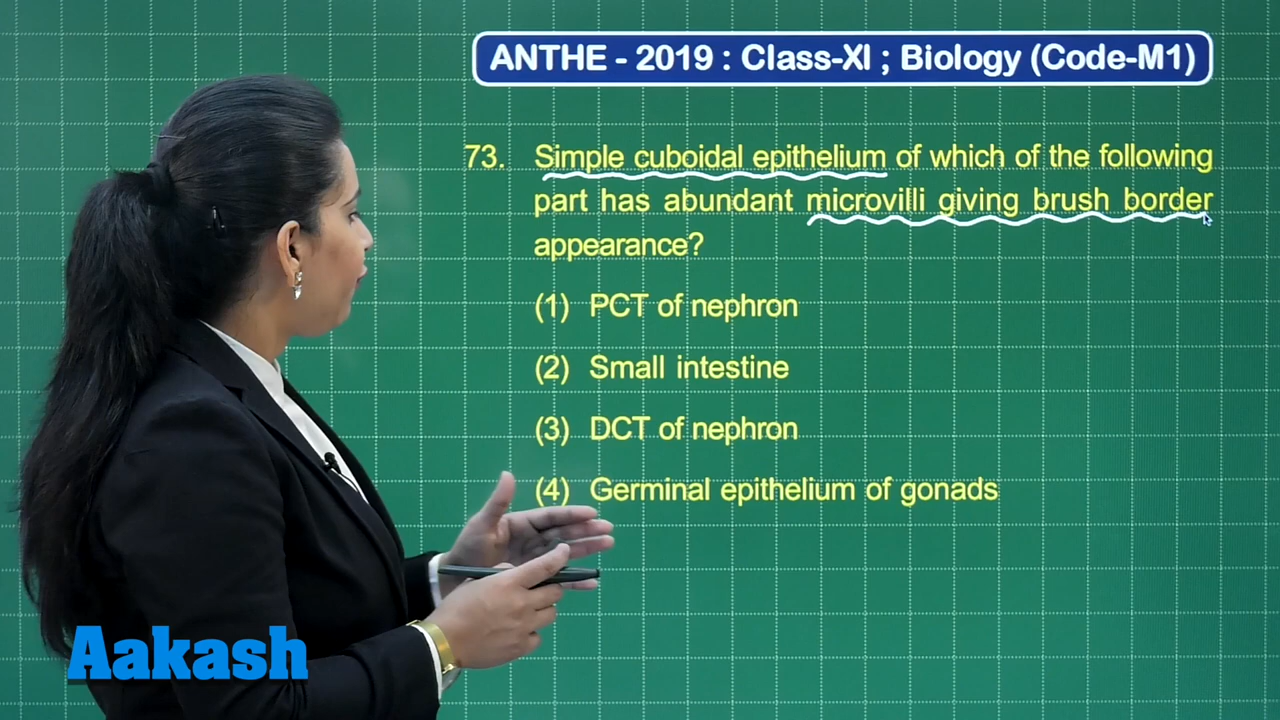 ANTHE - 2019 : Class-XI ; Biology (Code-M1)
73. Simple cuboidal epithelium of which of the following
part has abundant microvilli giving brush border
appearance?
(1) PCT of nephron
(2) Small intestine
(3) DCT of nephron
(4) Germinal epithelium of gonads
Aakash